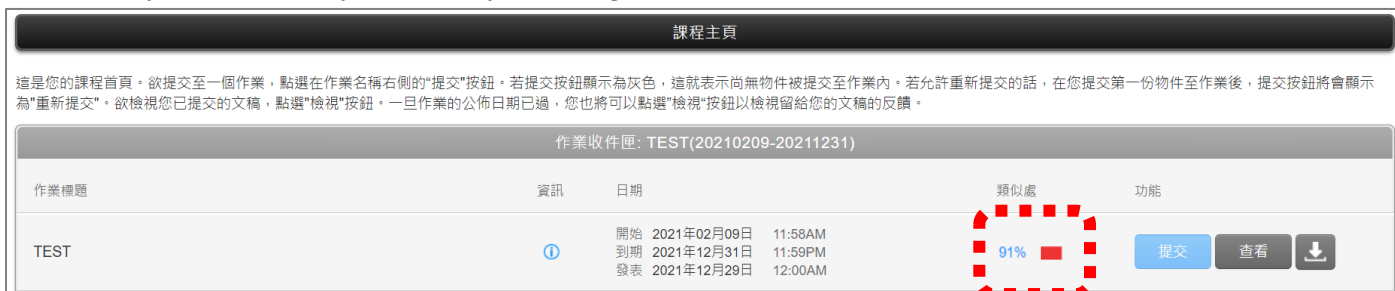 課程主頁
這是您的課程首頁。欲提交至一個作業，點選在作業名稱右側的“提交”按鈕。若提交按鈕顯示為灰色，這就表示尚無物件被提交至作業內。若允許重新提交的話，在您提交第一份物件至作業後，提交按鈕將會顯示
為"重新提交"。欲檢視您已提交的文稿，點選"檢視"按鈕。一旦作業的公佈日期已過，您也將可以點選"檢視"按鈕以檢視留給您的文稿的反饋。
作業收件匣: TEST(20210209-20211231)
作業標題 資訊 日期 類似處 功能
開始 2021年02月09日 11:58AM
TEST 到期 2021年12月31日 11:59PM 91% 提交 查看
發表 2021年12月29日 12:00AM